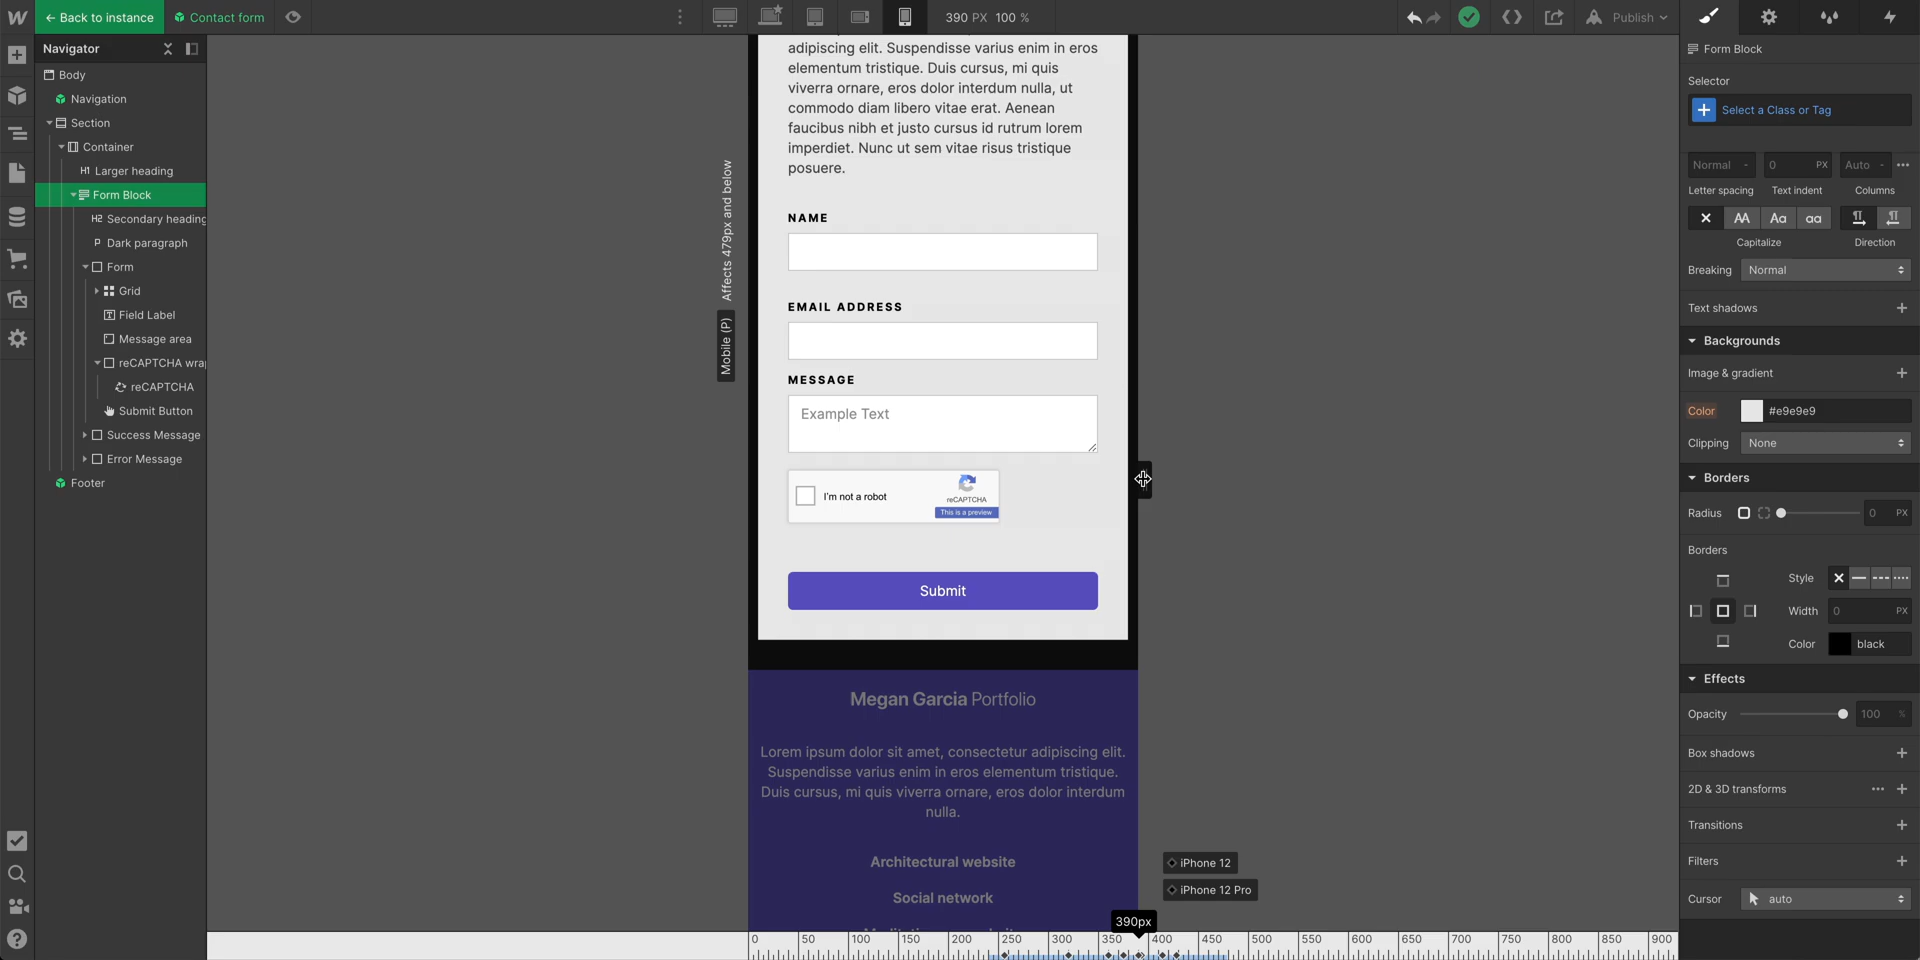 ← Back to instance
Contact form
390 PX 100 %
Publish
Navigator
Body
Navigation
Section
Container
H1 Larger heading
Form Block
H2 Secondary heading
P Dark paragraph
Form
Grid
Field Label
Message area
reCAPTCHA wra
reCAPTCHA
Submit Button
Success Message
Error Message
Footer
Affects 479px and below
Mobile (P)
adipiscing elit. Suspendisse varius enim in eros
elementum tristique. Duis cursus, mi quis
viverra ornare, eros dolor interdum nulla, ut
commodo diam libero vitae erat. Aenean
faucibus nibh et justo cursus id rutrum lorem
imperdiet. Nunc ut sem vitae risus tristique
posuere.
NAME
EMAIL ADDRESS
MESSAGE
Example Text
I'm not a robot
reCAPTCHA
This is a preview
Submit
Megan Garcia Portfolio
Lorem ipsum dolor sit amet, consectetur adipiscing elit.
Suspendisse varius enim in eros elementum tristique.
Duis cursus, mi quis viverra ornare, eros dolor interdum
nulla.
Architectural website
Social network
iPhone 12
iPhone 12 Pro
390px
0 50 100 150 200 250 300 350 400 450 500 550 600 650 700 750 800 850 900
Form Block
Selector
Select a Class or Tag
Normal - 0 PX Auto -
Letter spacing Text indent Columns
AA Aa aa
Capitalize Direction
Breaking Normal
Text shadows
Backgrounds
Image & gradient
Color #e9e9e9
Clipping None
Borders
Radius 0 PX
Borders
Style
Width 0 PX
Color black
Effects
Opacity 100 %
Box shadows
2D & 3D transforms
Transitions
Filters
Cursor auto